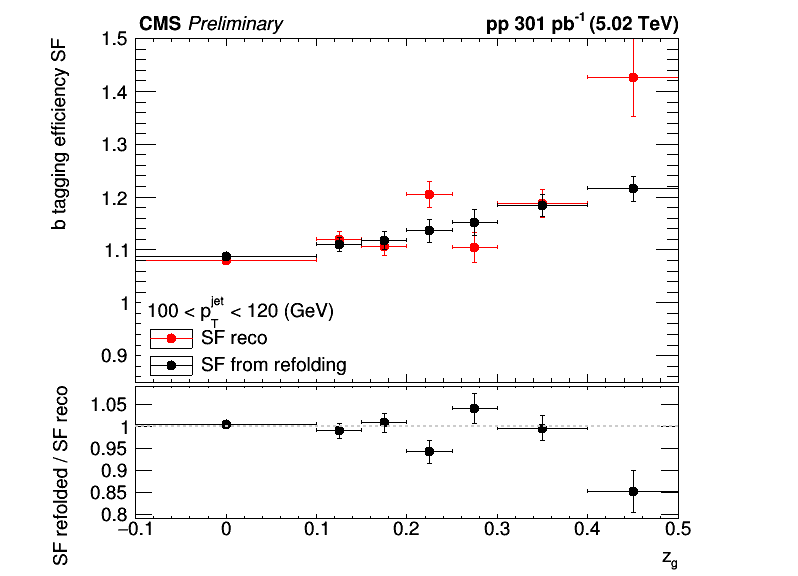 CMS Preliminary
pp 301 pb⁻¹ (5.02 TeV)
b tagging efficiency SF
1.5
1.4
1.3
1.2
1.1
1
0.9
100 < p_T^jet < 120 (GeV)
SF reco
SF from refolding
SF refolded / SF reco
1.05
1
0.95
0.9
0.85
0.8
−0.1 0 0.1 0.2 0.3 0.4 0.5
z_g